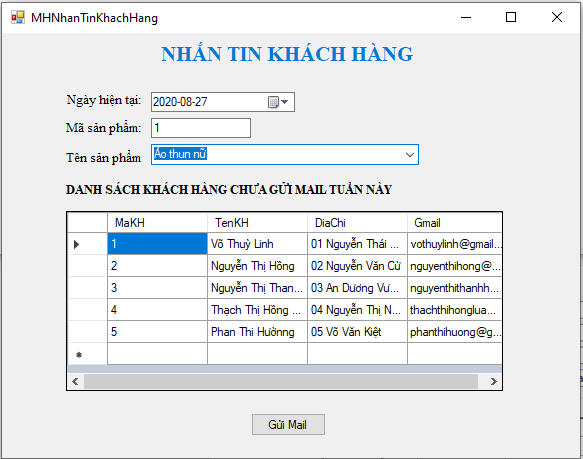 MHNhanTinKhachHang
NHẮN TIN KHÁCH HÀNG
Ngày hiện tại: 2020-08-27
Mã sản phẩm: 1
Tên sản phẩm Áo thun nữ
DANH SÁCH KHÁCH HÀNG CHƯA GỬI MAIL TUẦN NÀY
MaKH TenKH DiaChi Gmail
1 Võ Thuỳ Linh 01 Nguyễn Thái ... vothuylinh@gmail...
2 Nguyễn Thị Hồng 02 Nguyễn Văn Cừ nguyenthihong@...
3 Nguyễn Thị Than... 03 An Dương Vư... nguyenthithanhh...
4 Thạch Thị Hồng ... 04 Nguyễn Thị N... thachthihonglua...
5 Phan Thị Hưởnng 05 Võ Văn Kiệt phanthihuong@g...
Gửi Mail